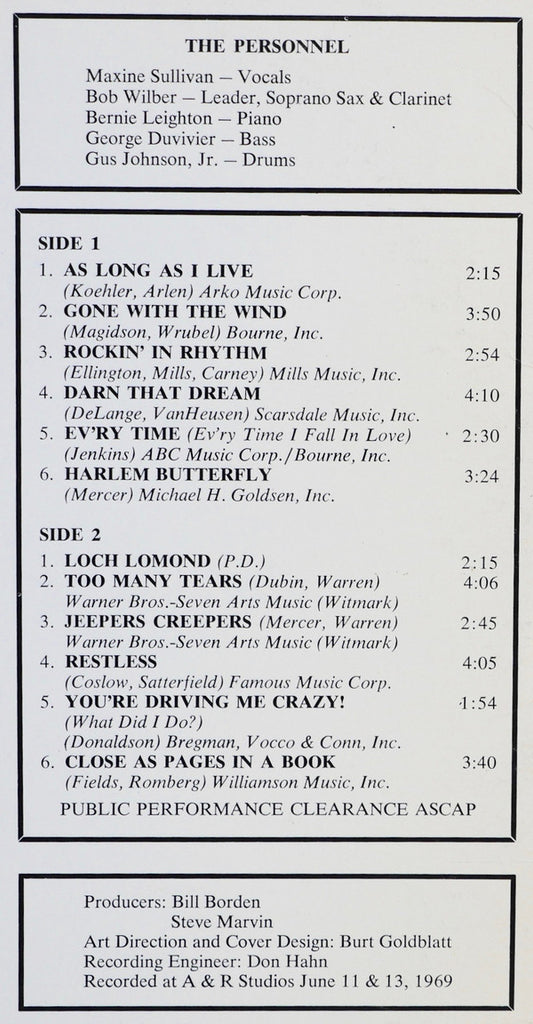 THE PERSONNEL
Maxine Sullivan — Vocals
Bob Wilber — Leader, Soprano Sax & Clarinet
Bernie Leighton — Piano
George Duvivier — Bass
Gus Johnson, Jr. — Drums
SIDE 1
1. AS LONG AS I LIVE 2:15
(Koehler, Arlen) Arko Music Corp.
2. GONE WITH THE WIND 3:50
(Magidson, Wrubel) Bourne, Inc.
3. ROCKIN' IN RHYTHM 2:54
(Ellington, Mills, Carney) Mills Music, Inc.
4. DARN THAT DREAM 4:10
(DeLange, VanHeusen) Scarsdale Music, Inc.
5. EV'RY TIME (Ev'ry Time I Fall In Love) 2:30
(Jenkins) ABC Music Corp./Bourne, Inc.
6. HARLEM BUTTERFLY 3:24
(Mercer) Michael H. Goldsen, Inc.
SIDE 2
1. LOCH LOMOND (P.D.) 2:15
2. TOO MANY TEARS (Dubin, Warren) 4:06
Warner Bros.-Seven Arts Music (Witmark)
3. JEEPERS CREEPERS (Mercer, Warren) 2:45
Warner Bros.-Seven Arts Music (Witmark)
4. RESTLESS 4:05
(Coslow, Satterfield) Famous Music Corp.
5. YOU'RE DRIVING ME CRAZY! 1:54
(What Did I Do?)
(Donaldson) Bregman, Vocco & Conn, Inc.
6. CLOSE AS PAGES IN A BOOK 3:40
(Fields, Romberg) Williamson Music, Inc.
PUBLIC PERFORMANCE CLEARANCE ASCAP
Producers: Bill Borden
Steve Marvin
Art Direction and Cover Design: Burt Goldblatt
Recording Engineer: Don Hahn
Recorded at A & R Studios June 11 & 13, 1969